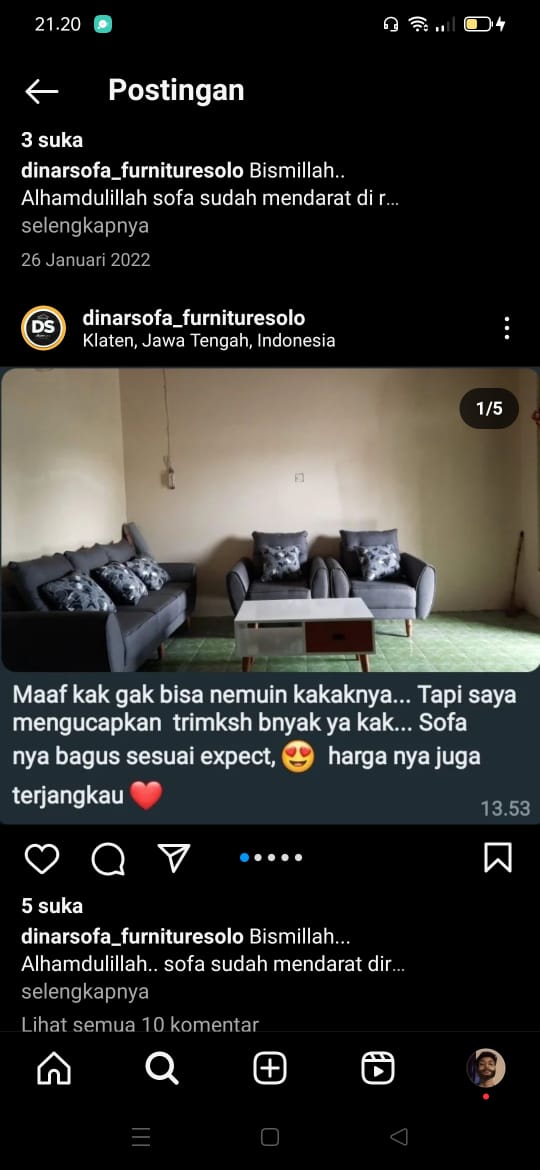 21.20
Postingan
3 suka
dinarsofa_furnituresolo Bismillah..
Alhamdulillah sofa sudah mendarat di r...
selengkapnya
26 Januari 2022
DS
dinarsofa_furnituresolo
Klaten, Jawa Tengah, Indonesia
1/5
Maaf kak gak bisa nemuin kakaknya... Tapi saya
mengucapkan trimksh bnyak ya kak... Sofa
nya bagus sesuai expect, 😍 harga nya juga
terjangkau ❤️
13.53
5 suka
dinarsofa_furnituresolo Bismillah...
Alhamdulillah.. sofa sudah mendarat dir...
selengkapnya
Lihat semua 10 komentar